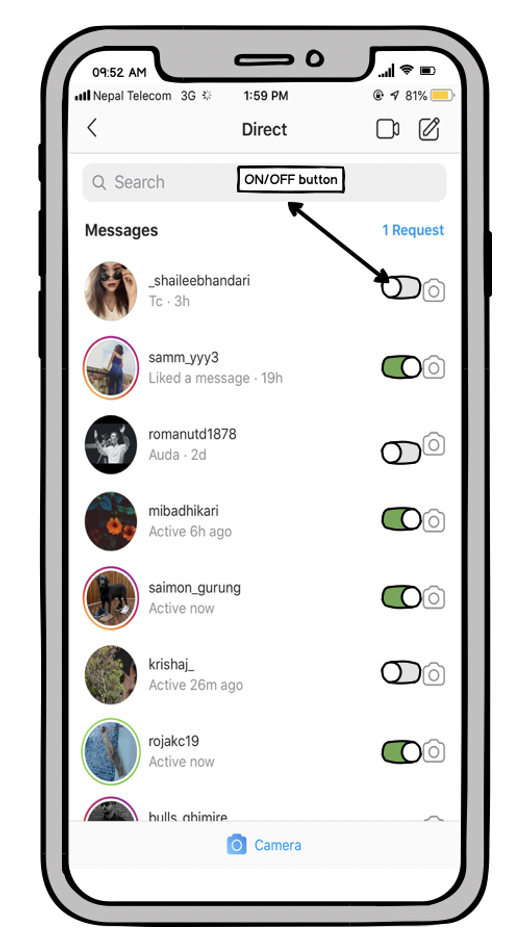 09:52 AM
Nepal Telecom 3G 1:59 PM 81%
Direct
Search
ON/OFF button
Messages 1 Request
_shaileebhandari
Tc · 3h
samm_yyy3
Liked a message · 19h
romanutd1878
Auda · 2d
mibadhikari
Active 6h ago
saimon_gurung
Active now
krishaj_
Active 26m ago
rojakc19
Active now
bulls_ghimire
Camera